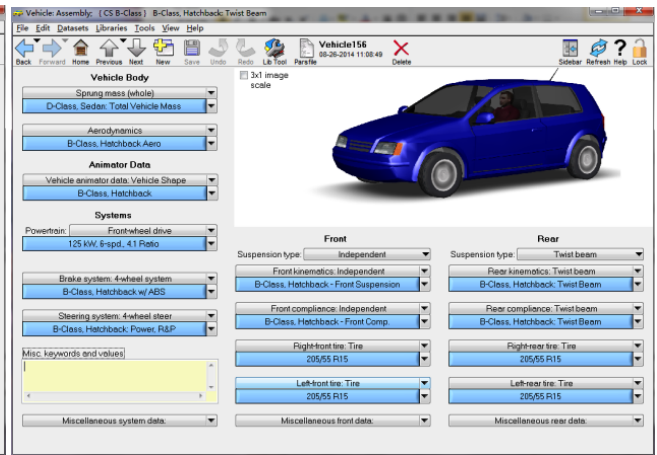 Vehicle: Assembly; { CS B-Class } B-Class, Hatchback: Twist Beam
File Edit Datasets Libraries Tools View Help
Back Forward Home Previous Next New Save Undo Redo Lib Tool Parsfile Vehicle156 08-26-2014 11:08:49 Delete Sidebar Refresh Help Lock
Vehicle Body
Sprung mass (whole)
D-Class, Sedan: Total Vehicle Mass
Aerodynamics
B-Class, Hatchback Aero
Animator Data
Vehicle animator data: Vehicle Shape
B-Class, Hatchback
Systems
Powertrain: Front-wheel drive
125 kW, 6-spd., 4.1 Ratio
Brake system: 4-wheel system
B-Class, Hatchback w/ ABS
Steering system: 4-wheel steer
B-Class, Hatchback: Power, R&P
Misc. keywords and values
Miscellaneous system data:
3x1 image
scale
Front
Suspension type: Independent
Front kinematics: Independent
B-Class, Hatchback - Front Suspension
Front compliance: Independent
B-Class, Hatchback - Front Comp.
Right-front tire: Tire
205/55 R15
Left-front tire: Tire
205/55 R15
Miscellaneous front data:
Rear
Suspension type: Twist beam
Rear kinematics: Twist beam
B-Class, Hatchback: Twist Beam
Rear compliance: Twist beam
B-Class, Hatchback: Twist Beam
Right-rear tire: Tire
205/55 R15
Left-rear tire: Tire
205/55 R15
Miscellaneous rear data: